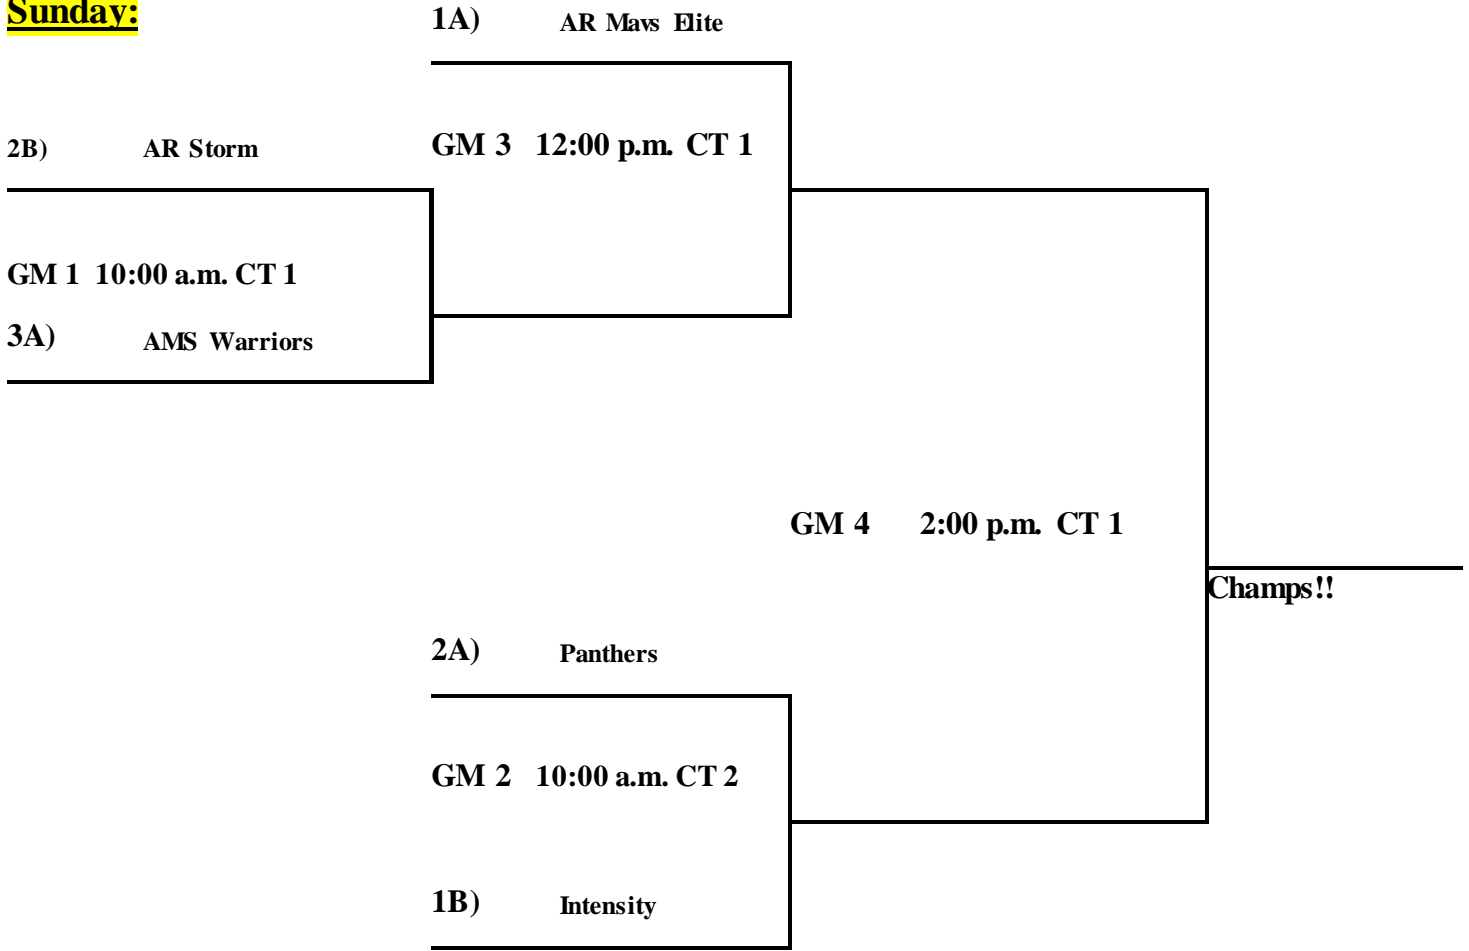 Sunday:
1A) AR Mavs Elite
2B) AR Storm
GM 3 12:00 p.m. CT 1
GM 1 10:00 a.m. CT 1
3A) AMS Warriors
GM 4 2:00 p.m. CT 1
Champs!!
2A) Panthers
GM 2 10:00 a.m. CT 2
1B) Intensity